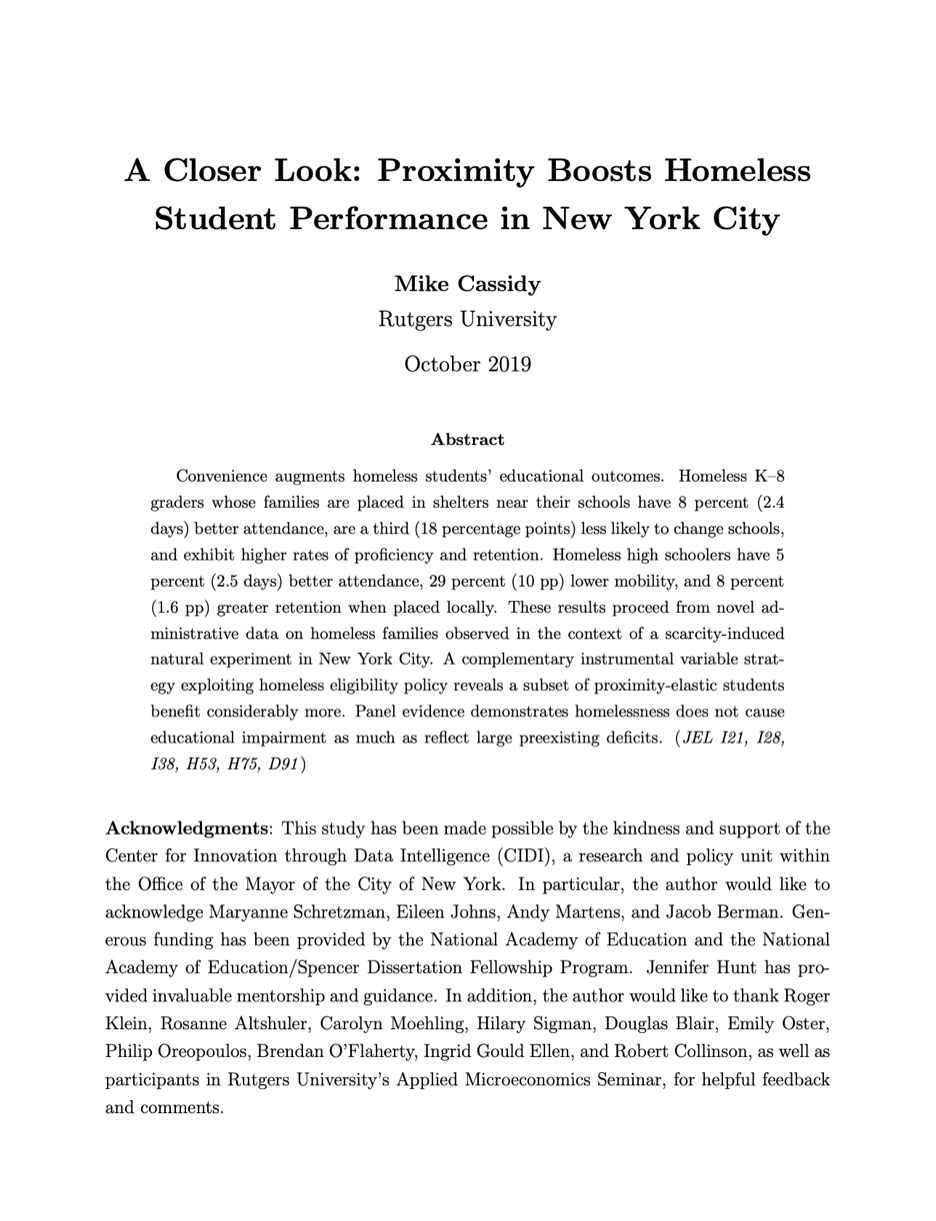 A Closer Look: Proximity Boosts Homeless
Student Performance in New York City
Mike Cassidy
Rutgers University
October 2019
Abstract
Convenience augments homeless students' educational outcomes. Homeless K–8
graders whose families are placed in shelters near their schools have 8 percent (2.4
days) better attendance, are a third (18 percentage points) less likely to change schools,
and exhibit higher rates of proficiency and retention. Homeless high schoolers have 5
percent (2.5 days) better attendance, 29 percent (10 pp) lower mobility, and 8 percent
(1.6 pp) greater retention when placed locally. These results proceed from novel ad-
ministrative data on homeless families observed in the context of a scarcity-induced
natural experiment in New York City. A complementary instrumental variable strat-
egy exploiting homeless eligibility policy reveals a subset of proximity-elastic students
benefit considerably more. Panel evidence demonstrates homelessness does not cause
educational impairment as much as reflect large preexisting deficits. (JEL I21, I28,
I38, H53, H75, D91)
Acknowledgments: This study has been made possible by the kindness and support of the
Center for Innovation through Data Intelligence (CIDI), a research and policy unit within
the Office of the Mayor of the City of New York. In particular, the author would like to
acknowledge Maryanne Schretzman, Eileen Johns, Andy Martens, and Jacob Berman. Gen-
erous funding has been provided by the National Academy of Education and the National
Academy of Education/Spencer Dissertation Fellowship Program. Jennifer Hunt has pro-
vided invaluable mentorship and guidance. In addition, the author would like to thank Roger
Klein, Rosanne Altshuler, Carolyn Moehling, Hilary Sigman, Douglas Blair, Emily Oster,
Philip Oreopoulos, Brendan O'Flaherty, Ingrid Gould Ellen, and Robert Collinson, as well as
participants in Rutgers University's Applied Microeconomics Seminar, for helpful feedback
and comments.